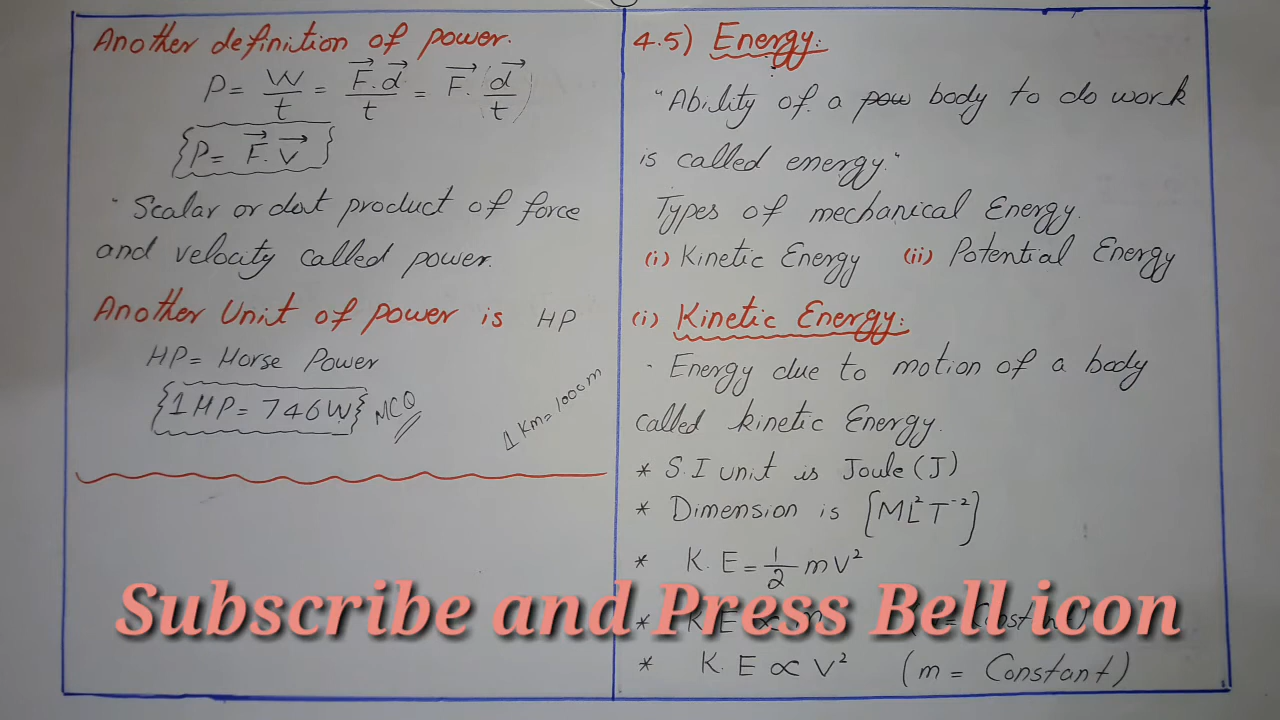 Another definition of power.
P = W/t = F⃗.d⃗/t = F⃗.(d⃗/t)
P = F⃗.V⃗
"Scalar or dot product of force
and velocity called power.
Another Unit of power is HP
HP = Horse Power
1 HP = 746W MCQ
1 Km = 1000m
4.5) Energy:
"Ability of a pow body to do work
is called energy."
Types of mechanical Energy.
(i) Kinetic Energy (ii) Potential Energy
(i) Kinetic Energy:
"Energy due to motion of a body
called kinetic Energy.
* S.I unit is Joule (J)
* Dimension is [ML²T⁻²]
* K.E = 1/2 mV²
* K.E ∝ m
* K.E ∝ V² (m = Constant)
Subscribe and Press Bell icon